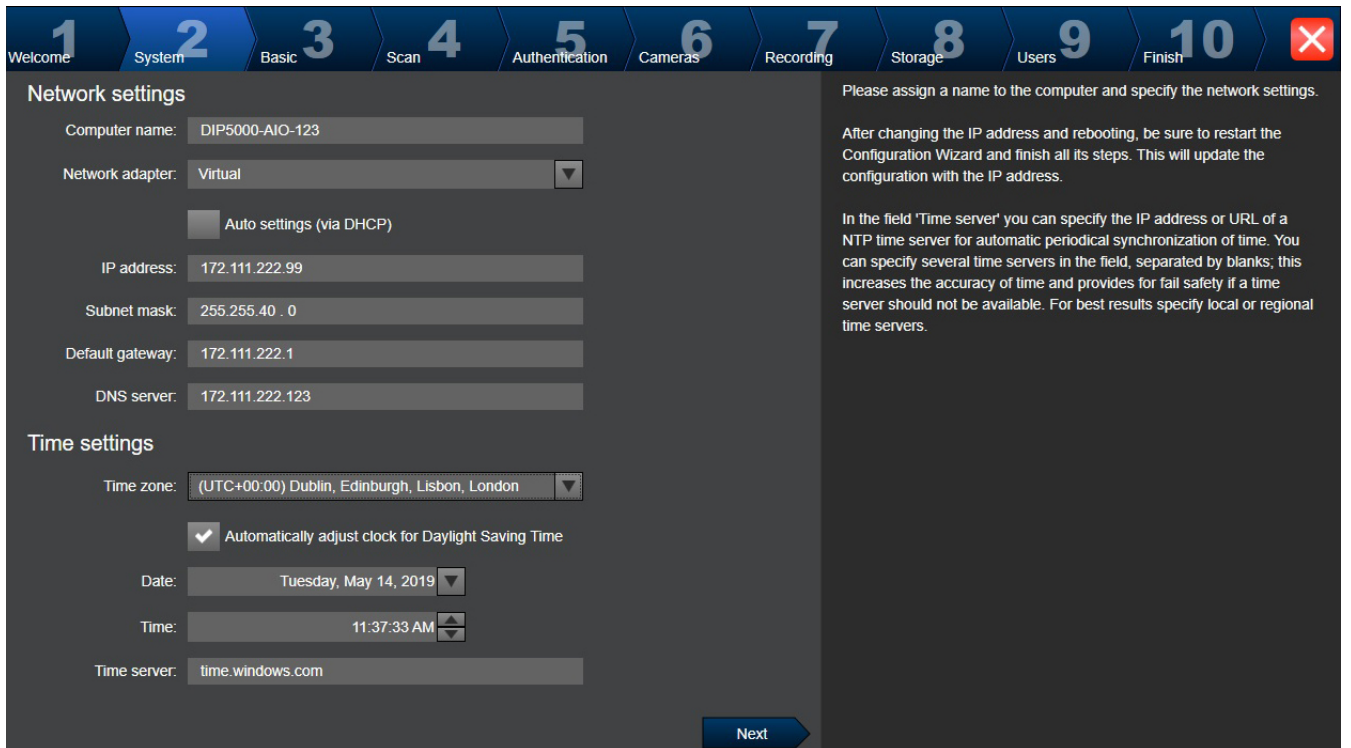 1 Welcome
2 System
3 Basic
4 Scan
5 Authentication
6 Cameras
7 Recording
8 Storage
9 Users
10 Finish
Network settings
Computer name: DIP5000-AIO-123
Network adapter: Virtual
Auto settings (via DHCP)
IP address: 172.111.222.99
Subnet mask: 255.255.40 . 0
Default gateway: 172.111.222.1
DNS server: 172.111.222.123
Time settings
Time zone: (UTC+00:00) Dublin, Edinburgh, Lisbon, London
Automatically adjust clock for Daylight Saving Time
Date: Tuesday, May 14, 2019
Time: 11:37:33 AM
Time server: time.windows.com
Next
Please assign a name to the computer and specify the network settings.
After changing the IP address and rebooting, be sure to restart the
Configuration Wizard and finish all its steps. This will update the
configuration with the IP address.
In the field 'Time server' you can specify the IP address or URL of a
NTP time server for automatic periodical synchronization of time. You
can specify several time servers in the field, separated by blanks; this
increases the accuracy of time and provides for fail safety if a time
server should not be available. For best results specify local or regional
time servers.